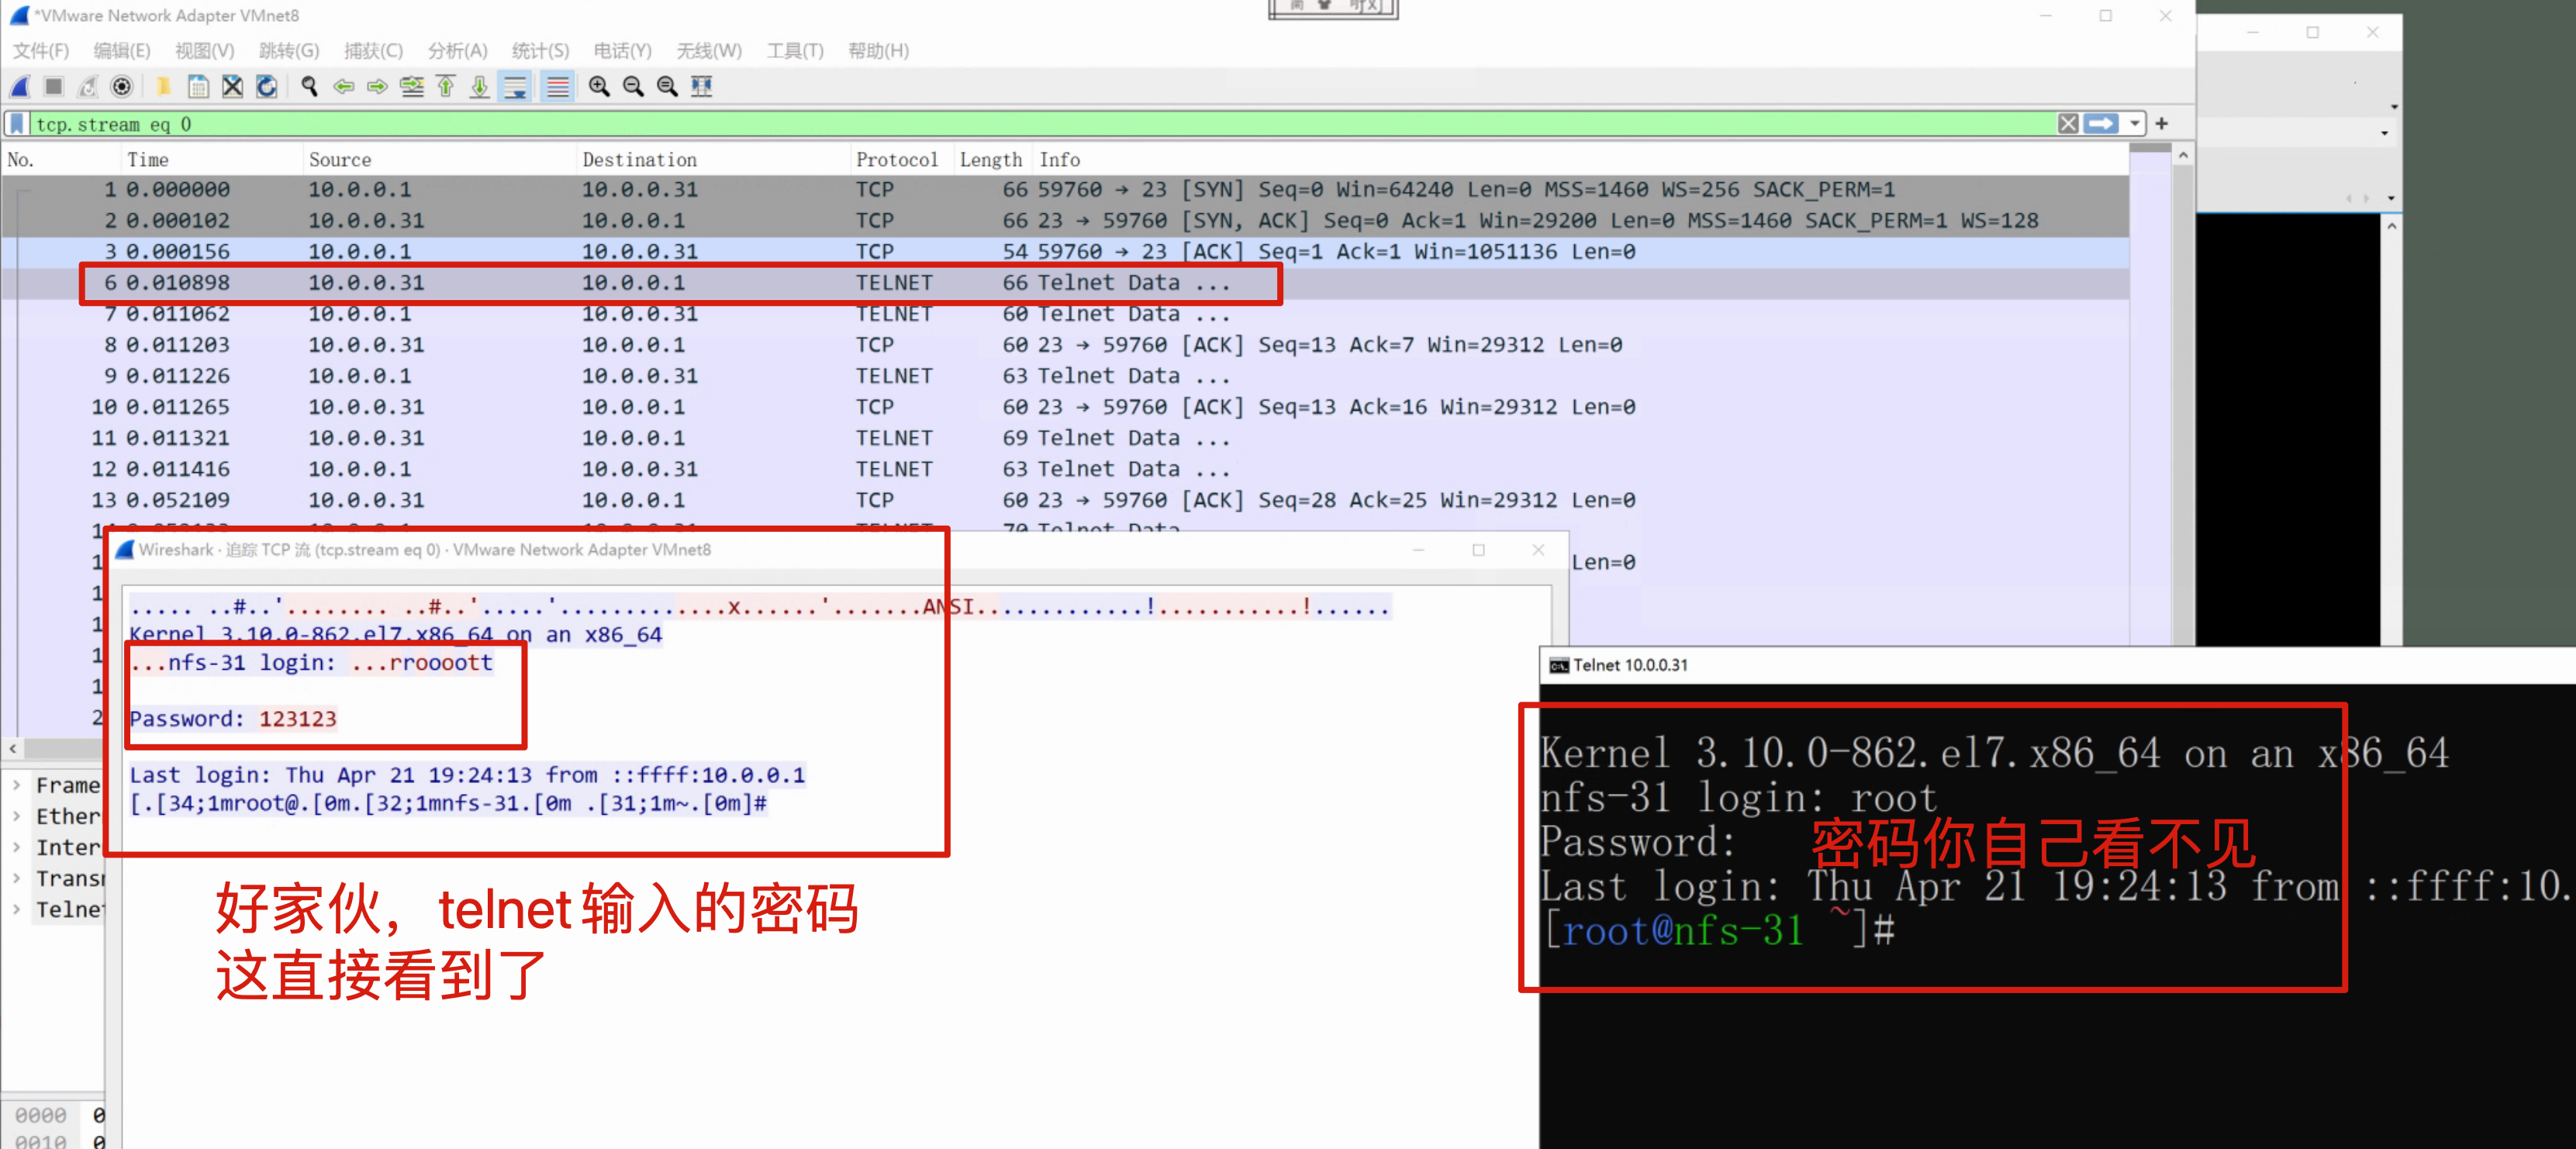 *VMware Network Adapter VMnet8
文件(F) 编辑(E) 视图(V) 跳转(G) 捕获(C) 分析(A) 统计(S) 电话(Y) 无线(W) 工具(T) 帮助(H)
tcp.stream eq 0
No. Time Source Destination Protocol Length Info
1 0.000000 10.0.0.1 10.0.0.31 TCP 66 59760 → 23 [SYN] Seq=0 Win=64240 Len=0 MSS=1460 WS=256 SACK_PERM=1
2 0.000102 10.0.0.31 10.0.0.1 TCP 66 23 → 59760 [SYN, ACK] Seq=0 Ack=1 Win=29200 Len=0 MSS=1460 SACK_PERM=1 WS=128
3 0.000156 10.0.0.1 10.0.0.31 TCP 54 59760 → 23 [ACK] Seq=1 Ack=1 Win=1051136 Len=0
6 0.010898 10.0.0.31 10.0.0.1 TELNET 66 Telnet Data ...
7 0.011062 10.0.0.1 10.0.0.31 TELNET 60 Telnet Data ...
8 0.011203 10.0.0.31 10.0.0.1 TCP 60 23 → 59760 [ACK] Seq=13 Ack=7 Win=29312 Len=0
9 0.011226 10.0.0.1 10.0.0.31 TELNET 63 Telnet Data ...
10 0.011265 10.0.0.31 10.0.0.1 TCP 60 23 → 59760 [ACK] Seq=13 Ack=16 Win=29312 Len=0
11 0.011321 10.0.0.31 10.0.0.1 TELNET 69 Telnet Data ...
12 0.011416 10.0.0.1 10.0.0.31 TELNET 63 Telnet Data ...
13 0.052109 10.0.0.31 10.0.0.1 TCP 60 23 → 59760 [ACK] Seq=28 Ack=25 Win=29312 Len=0
70 Telnet Data
Len=0
Wireshark · 追踪 TCP 流 (tcp.stream eq 0) · VMware Network Adapter VMnet8
..... ..#..'........ ..#..'.....'.............x......'.......ANSI............!...........!......
Kernel 3.10.0-862.el7.x86_64 on an x86_64
...nfs-31 login: ...rroooott
Password: 123123
Last login: Thu Apr 21 19:24:13 from ::ffff:10.0.0.1
[.[34;1mroot@.[0m.[32;1mnfs-31.[0m .[31;1m~.[0m]#
Frame
Ether
Inter
Trans
Telne
0000 0
0010 0
好家伙，telnet输入的密码
这直接看到了
Telnet 10.0.0.31
Kernel 3.10.0-862.el7.x86_64 on an x86_64
nfs-31 login: root
Password:
密码你自己看不见
Last login: Thu Apr 21 19:24:13 from ::ffff:10.
[root@nfs-31 ~]#